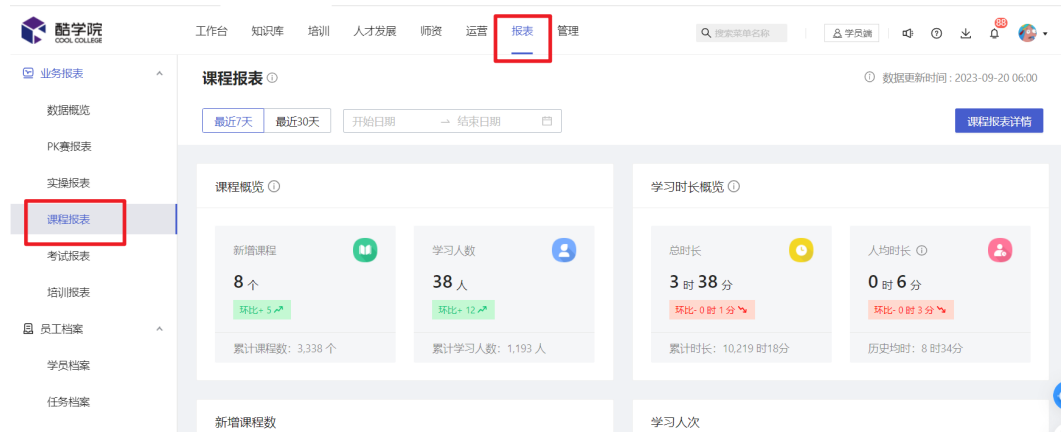 酷学院
COOL COLLEGE
工作台 知识库 培训 人才发展 师资 运营 报表 管理
搜索菜单名称
学员端
88
业务报表
数据概览
PK赛报表
实操报表
课程报表
考试报表
培训报表
员工档案
学员档案
任务档案
课程报表
数据更新时间 : 2023-09-20 06:00
最近7天 最近30天 开始日期 → 结束日期
课程报表详情
课程概览
新增课程
8 个
环比+ 5
累计课程数：3,338 个
学习人数
38 人
环比+ 12
累计学习人数：1,193 人
学习时长概览
总时长
3 时 38 分
环比- 0 时 1 分
累计时长：10,219 时18分
人均时长
0 时 6 分
环比- 0 时 3 分
历史均时：8 时34分
新增课程数
学习人次